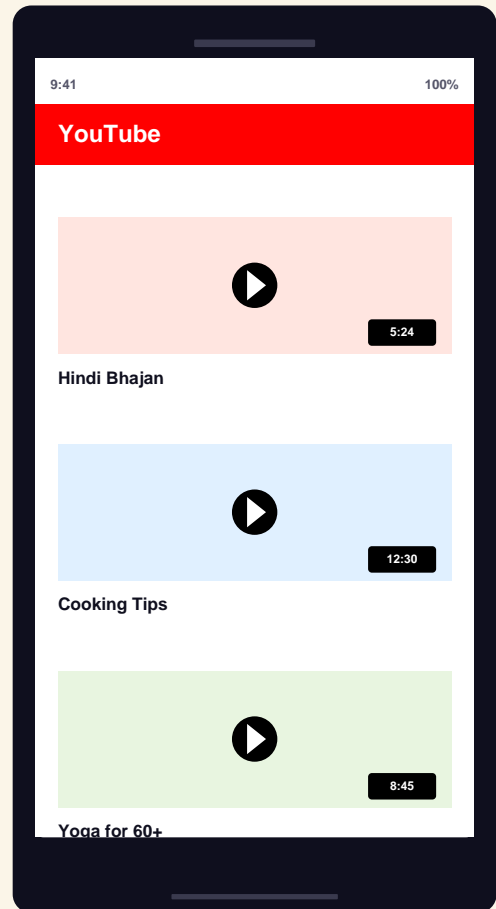 9:41 100%
YouTube
5:24
Hindi Bhajan
12:30
Cooking Tips
8:45
Yoga for 60+